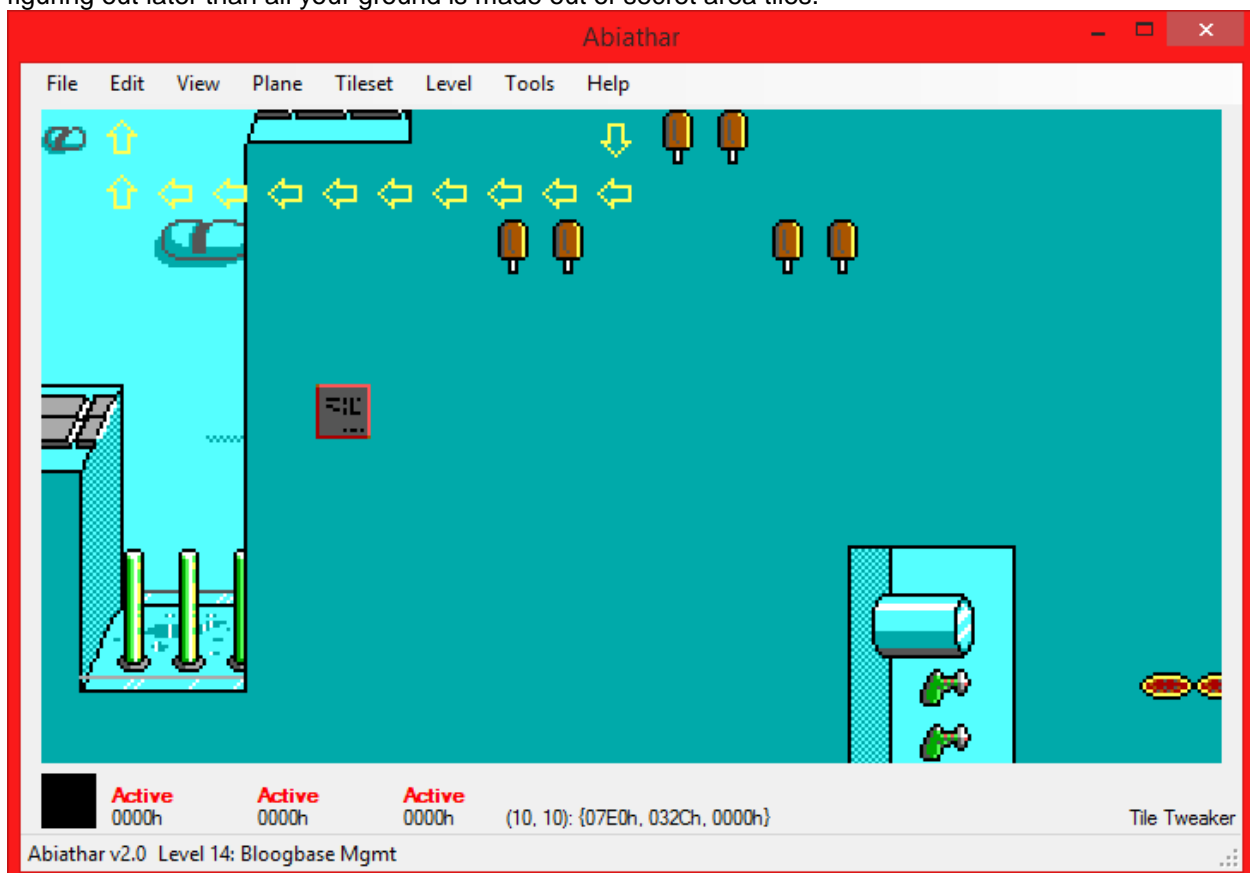 figuring out later than all your ground is made out of secret area tiles.
Abiathar
File Edit View Plane Tileset Level Tools Help
Active Active Active
0000h 0000h 0000h (10, 10): {07E0h, 032Ch, 0000h} Tile Tweaker
Abiathar v2.0 Level 14: Bloogbase Mgmt